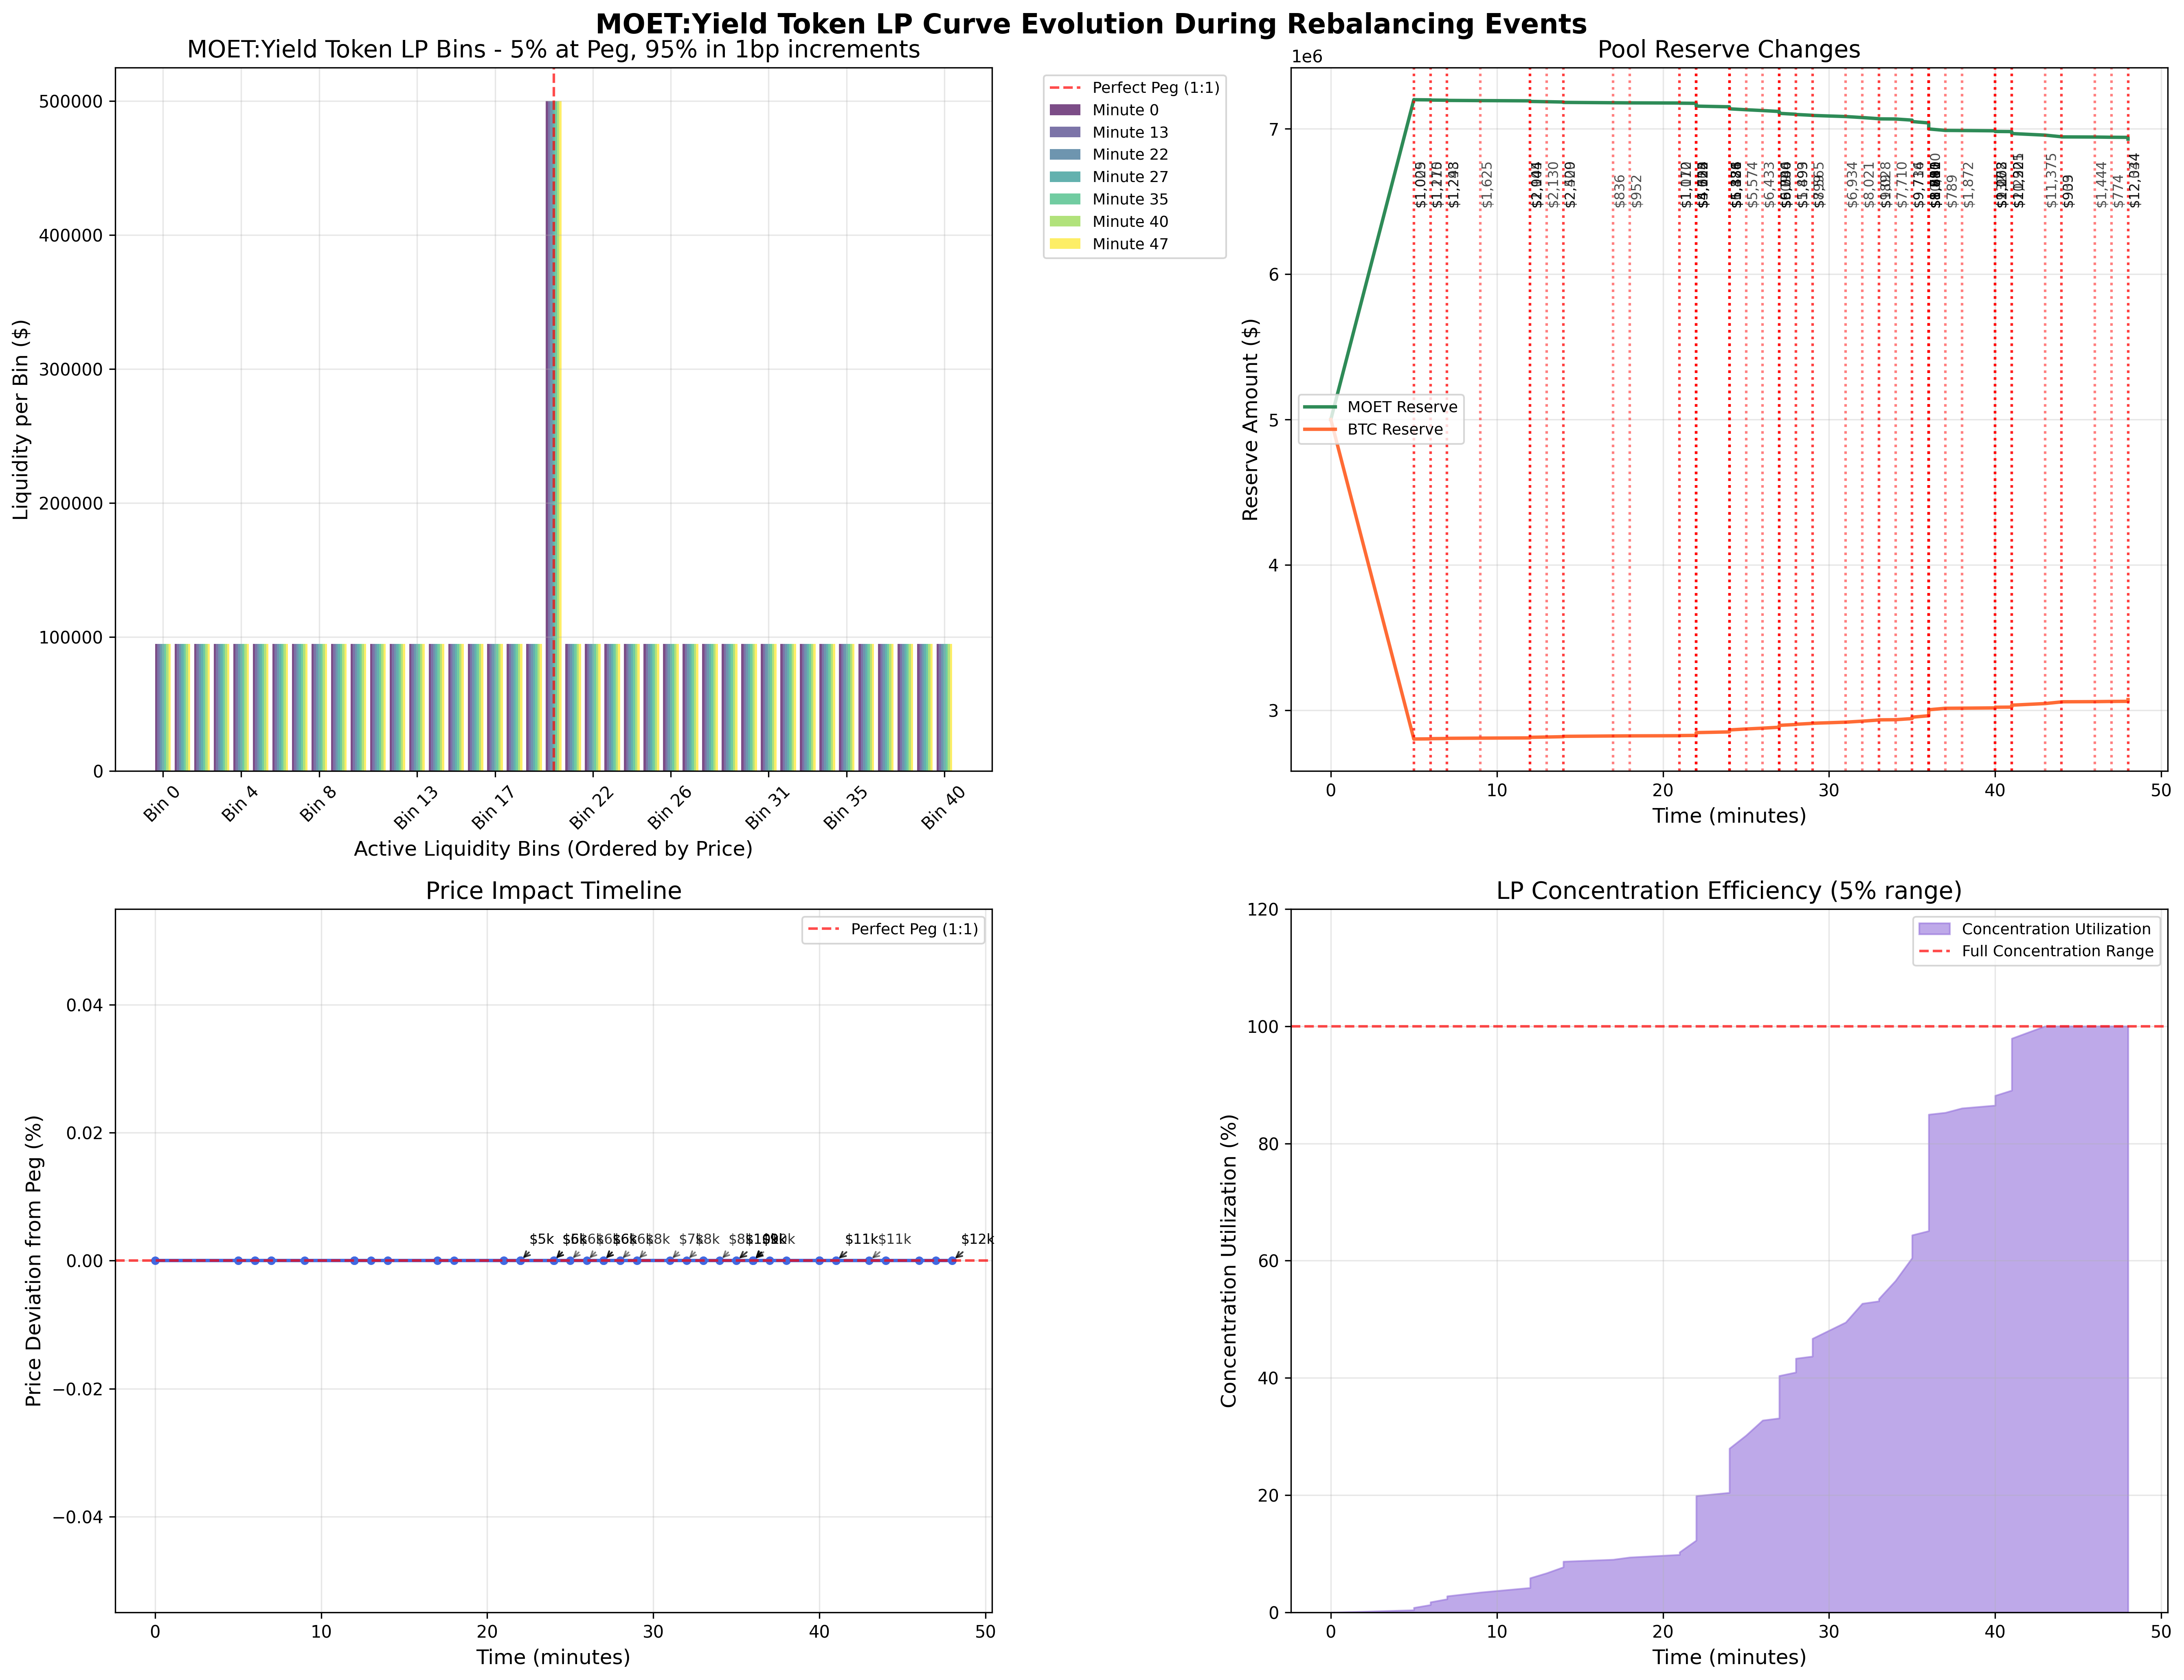 MOET:Yield Token LP Curve Evolution During Rebalancing Events
MOET:Yield Token LP Bins - 5% at Peg, 95% in 1bp increments
Liquidity per Bin ($)
500000
400000
300000
200000
100000
0
Bin 0
Bin 4
Bin 8
Bin 13
Bin 17
Bin 22
Bin 26
Bin 31
Bin 35
Bin 40
Active Liquidity Bins (Ordered by Price)
Perfect Peg (1:1)
Minute 0
Minute 13
Minute 22
Minute 27
Minute 35
Minute 40
Minute 47
Pool Reserve Changes
1e6
Reserve Amount ($)
7
6
5
4
3
$1,625
$2,130
$836
$952
$5,574
$6,433
$6,934
$8,021
$7,710
$789
$1,872
$11,375
$1,444
$774
MOET Reserve
BTC Reserve
0
10
20
30
40
50
Time (minutes)
Price Impact Timeline
Price Deviation from Peg (%)
0.04
0.02
0.00
−0.02
−0.04
Perfect Peg (1:1)
$5k
$11k
$11k
$12k
0
10
20
30
40
50
Time (minutes)
LP Concentration Efficiency (5% range)
Concentration Utilization (%)
120
100
80
60
40
20
0
Concentration Utilization
Full Concentration Range
0
10
20
30
40
50
Time (minutes)